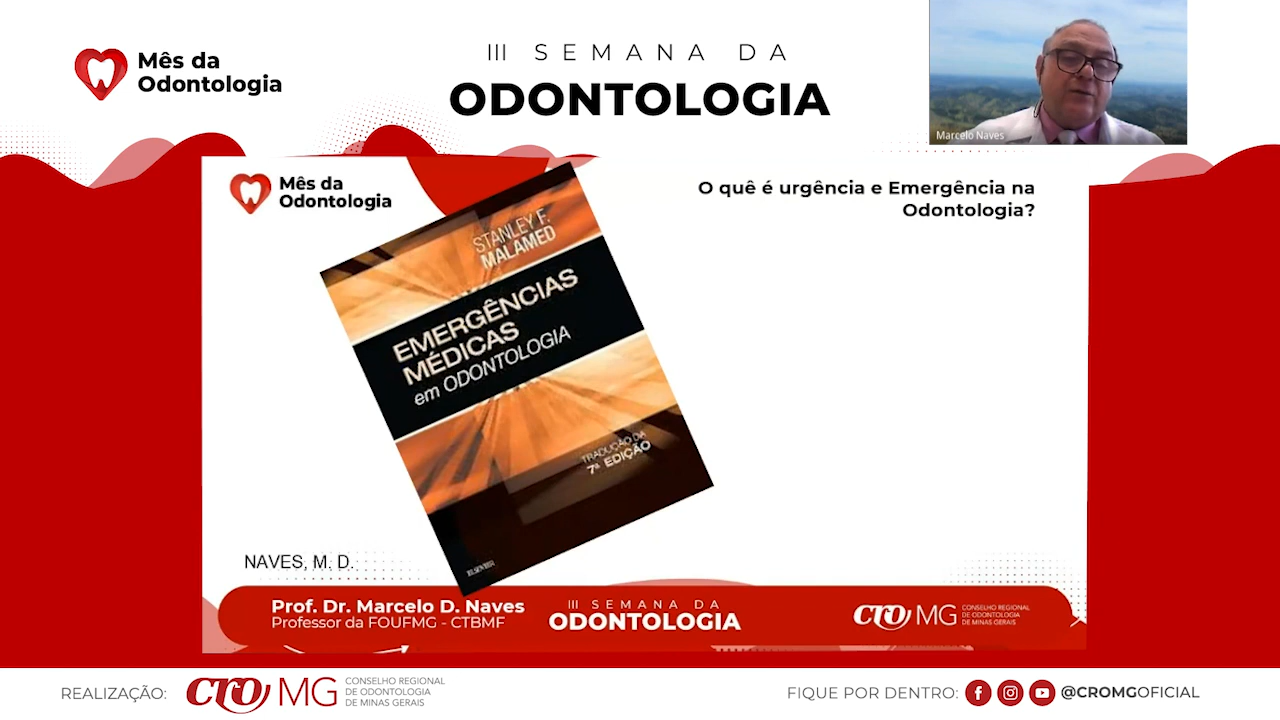 Mês da
Odontologia
III SEMANA DA
ODONTOLOGIA
Marcelo Naves
Mês da
Odontologia
O quê é urgência e Emergência na
Odontologia?
STANLEY F.
MALAMED
EMERGÊNCIAS
MÉDICAS
em ODONTOLOGIA
TRADUÇÃO DA
7ª EDIÇÃO
ELSEVIER
NAVES, M. D.
Prof. Dr. Marcelo D. Naves
Professor da FOUFMG - CTBMF
III SEMANA DA
ODONTOLOGIA
CRO MG
CONSELHO REGIONAL
DE ODONTOLOGIA
DE MINAS GERAIS
REALIZAÇÃO:
CRO MG
CONSELHO REGIONAL
DE ODONTOLOGIA
DE MINAS GERAIS
FIQUE POR DENTRO:
@CROMGOFICIAL